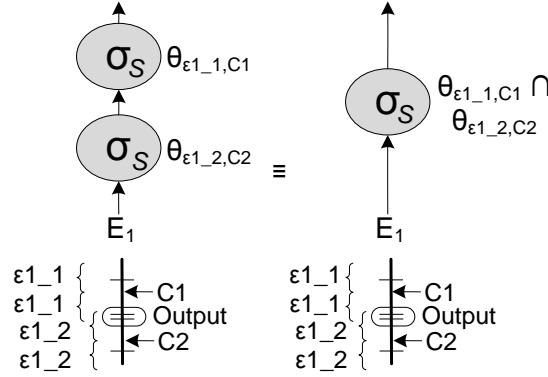 σS θε1_1,C1
σS θε1_2,C2
≡
σS θε1_1,C1 ∩
θε1_2,C2
E1
E1
ε1_1
ε1_1
ε1_2
ε1_2
C1
Output
C2
ε1_1
ε1_1
ε1_2
ε1_2
C1
Output
C2